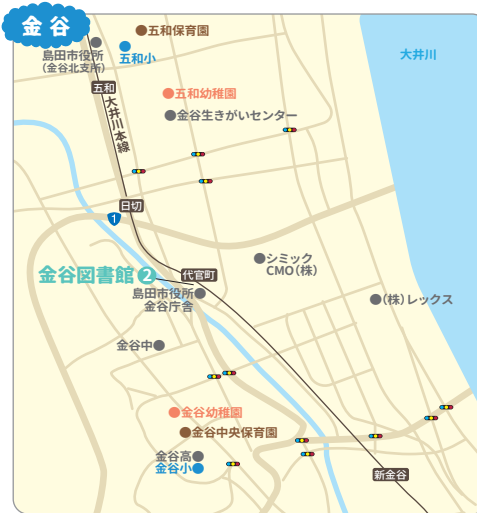 金谷
五和保育園
島田市役所
(金谷北支所)
五和小
大井川
五和
五和幼稚園
大井川本線
金谷生きがいセンター
日切
1
シミック
CMO(株)
金谷図書館 2
代官町
島田市役所
金谷庁舎
(株)レックス
金谷中
金谷幼稚園
金谷中央保育園
金谷高
金谷小
新金谷